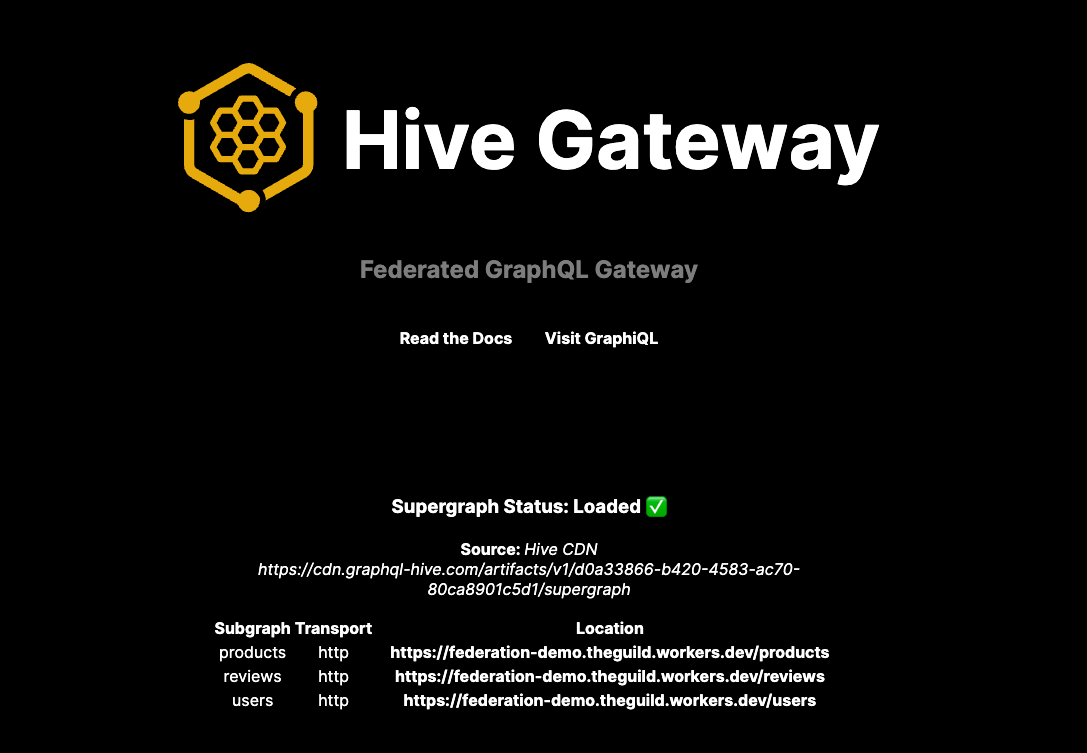 Hive Gateway
Federated GraphQL Gateway
Read the Docs Visit GraphiQL
Supergraph Status: Loaded ✅
Source: Hive CDN
https://cdn.graphql-hive.com/artifacts/v1/d0a33866-b420-4583-ac70-
80ca8901c5d1/supergraph
Subgraph Transport Location
products http https://federation-demo.theguild.workers.dev/products
reviews http https://federation-demo.theguild.workers.dev/reviews
users http https://federation-demo.theguild.workers.dev/users